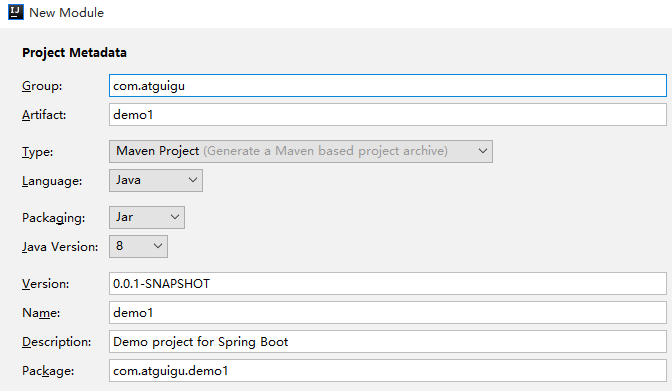 New Module
Project Metadata
Group: com.atguigu
Artifact: demo1
Type: Maven Project (Generate a Maven based project archive)
Language: Java
Packaging: Jar
Java Version: 8
Version: 0.0.1-SNAPSHOT
Name: demo1
Description: Demo project for Spring Boot
Package: com.atguigu.demo1